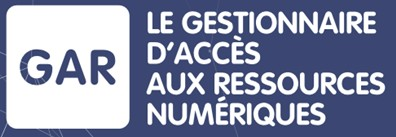 GAR
LE GESTIONNAIRE
D'ACCÈS
AUX RESSOURCES
NUMÉRIQUES